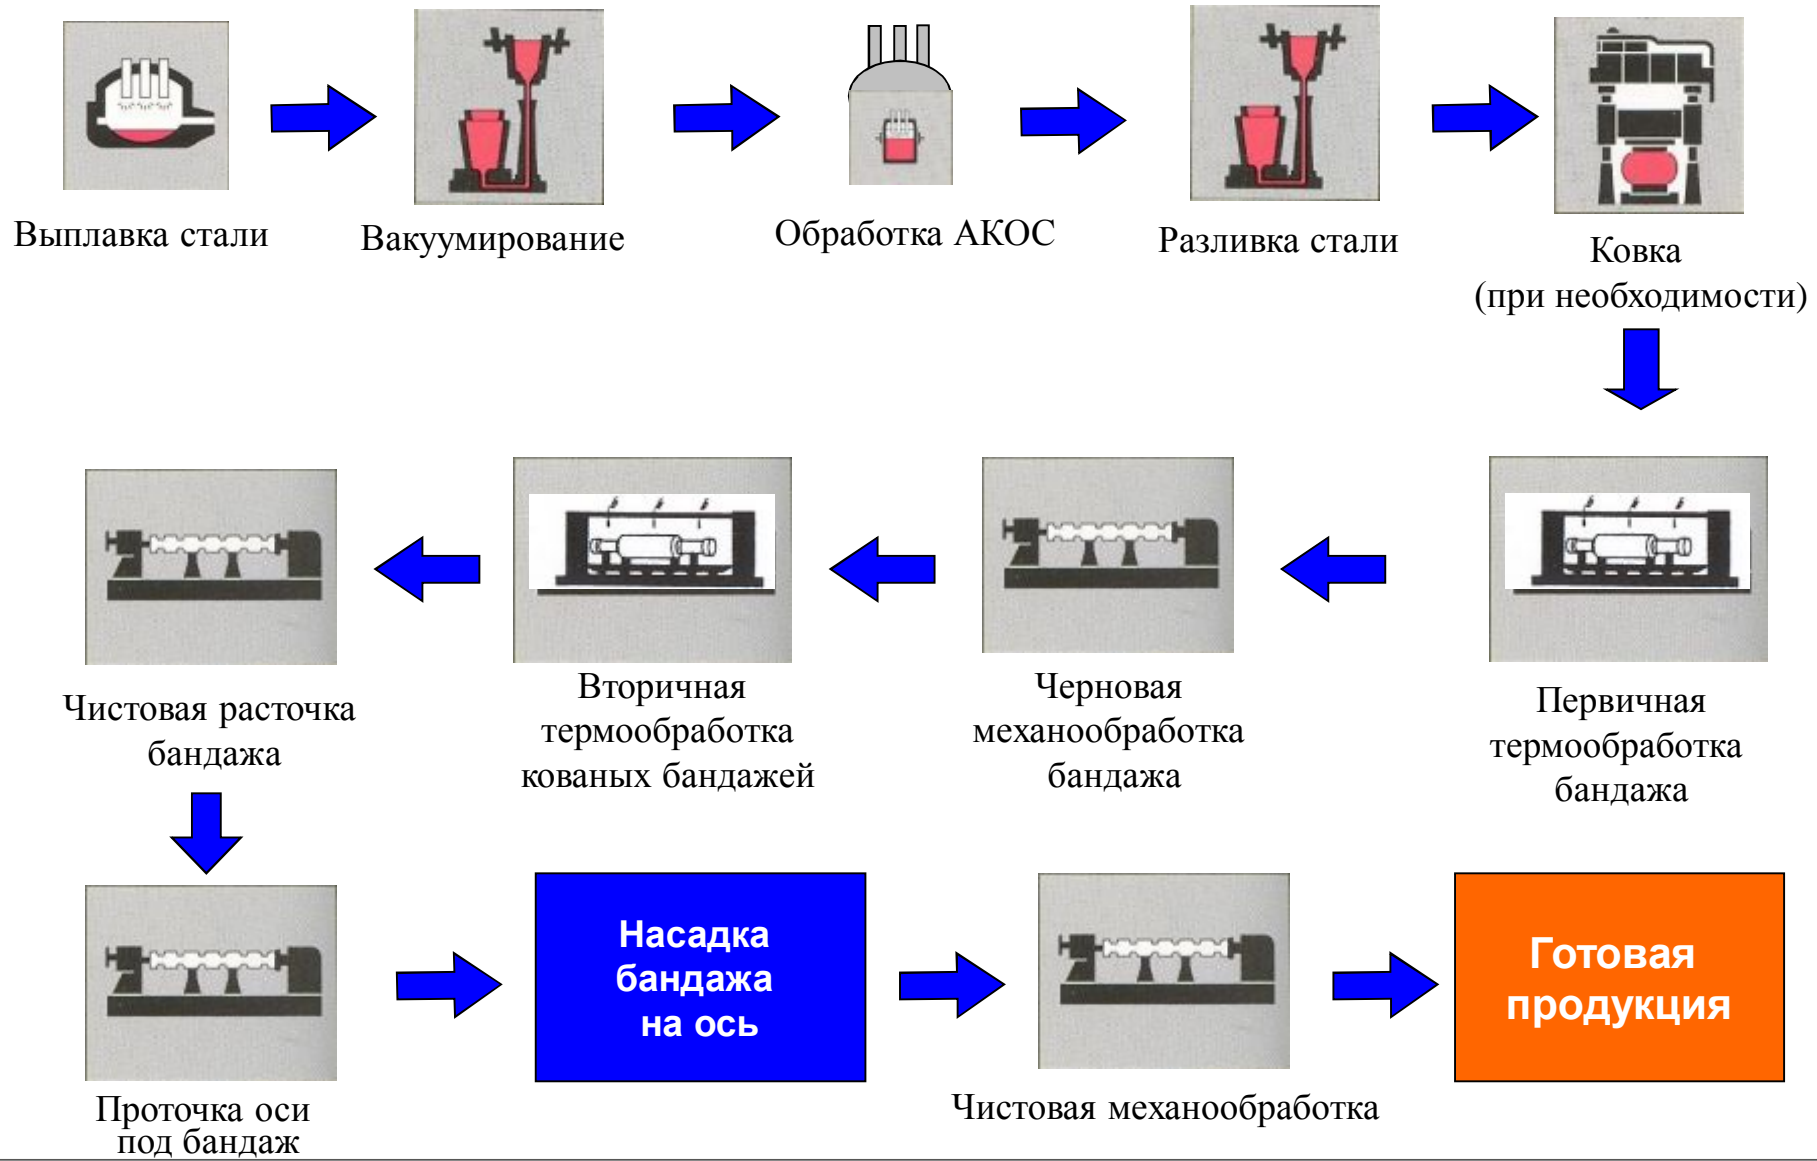 Выплавка стали
Вакуумирование
Обработка АКОС
Разливка стали
Ковка
(при необходимости)
Чистовая расточка
бандажа
Вторичная
термообработка
кованых бандажей
Черновая
механообработка
бандажа
Первичная
термообработка
бандажа
Проточка оси
под бандаж
Насадка
бандажа
на ось
Чистовая механообработка
Готовая
продукция